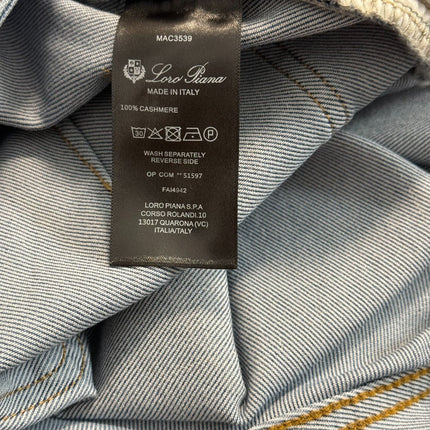 MAC3539
Loro Piana
MADE IN ITALY
100% CASHMERE
30
P
WASH SEPARATELY
REVERSE SIDE
OP COM ** 51597
FAI4942
LORO PIANA S.P.A
CORSO ROLANDI.10
13017 QUARONA (VC)
ITALIA/ITALY